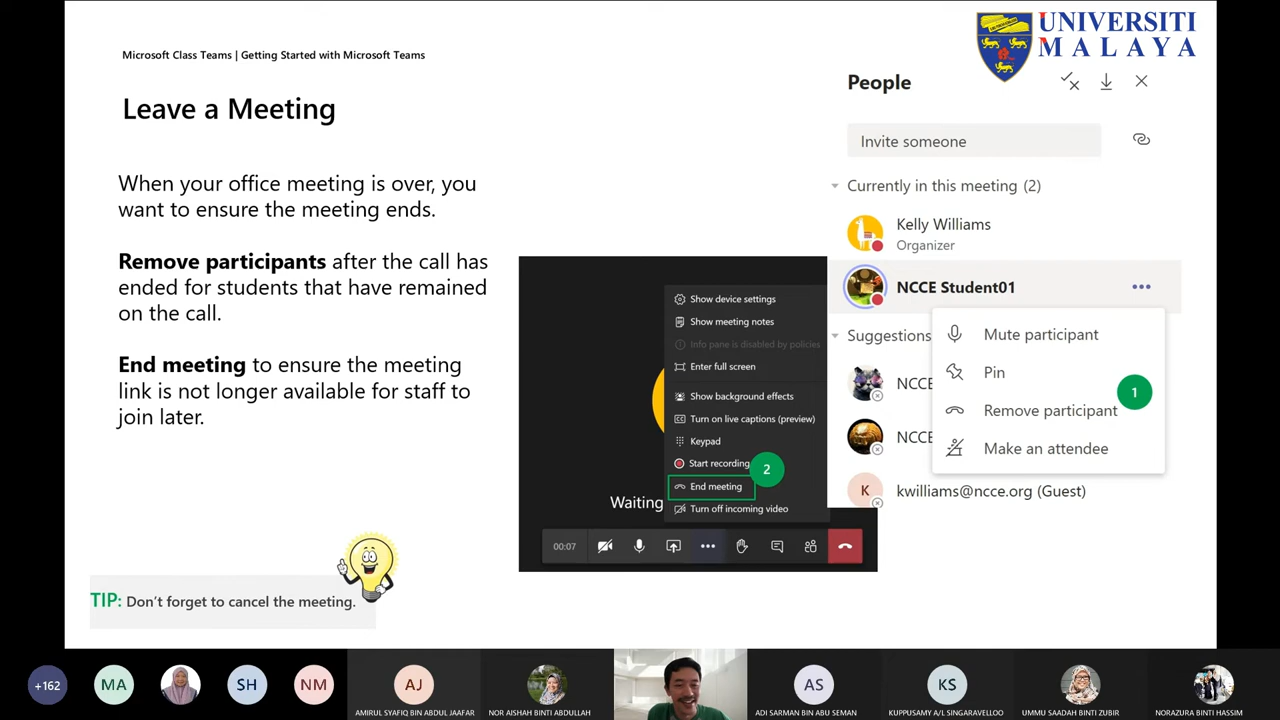 Microsoft Class Teams | Getting Started with Microsoft Teams
UNIVERSITI
MALAYA
Leave a Meeting
When your office meeting is over, you
want to ensure the meeting ends.
Remove participants after the call has
ended for students that have remained
on the call.
End meeting to ensure the meeting
link is not longer available for staff to
join later.
TIP: Don't forget to cancel the meeting.
Show device settings
Show meeting notes
Info pane is disabled by policies
Enter full screen
Show background effects
Turn on live captions (preview)
Keypad
Start recording
2
End meeting
Waiting
Turn off incoming video
00:07
People
Invite someone
Currently in this meeting (2)
Kelly Williams
Organizer
NCCE Student01
Suggestions
Mute participant
NCCE
Pin
1
Remove participant
NCCE
Make an attendee
K
kwilliams@ncce.org (Guest)
+162
MA
SH
NM
AJ
AS
KS
AMIRUL SYAFIQ BIN ABDUL JAAFAR
NOR AISHAH BINTI ABDULLAH
ADI SARMAN BIN ABU SEMAN
KUPPUSAMY A/L SINGARAVELLOO
UMMU SAADAH BINTI ZUBIR
NORAZURA BINTI HASSIM